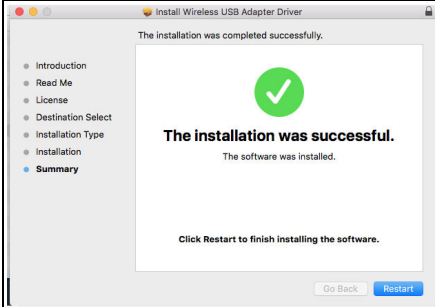 Install Wireless USB Adapter Driver
The installation was completed successfully.
Introduction
Read Me
License
Destination Select
Installation Type
Installation
Summary
The installation was successful.
The software was installed.
Click Restart to finish installing the software.
Go Back
Restart